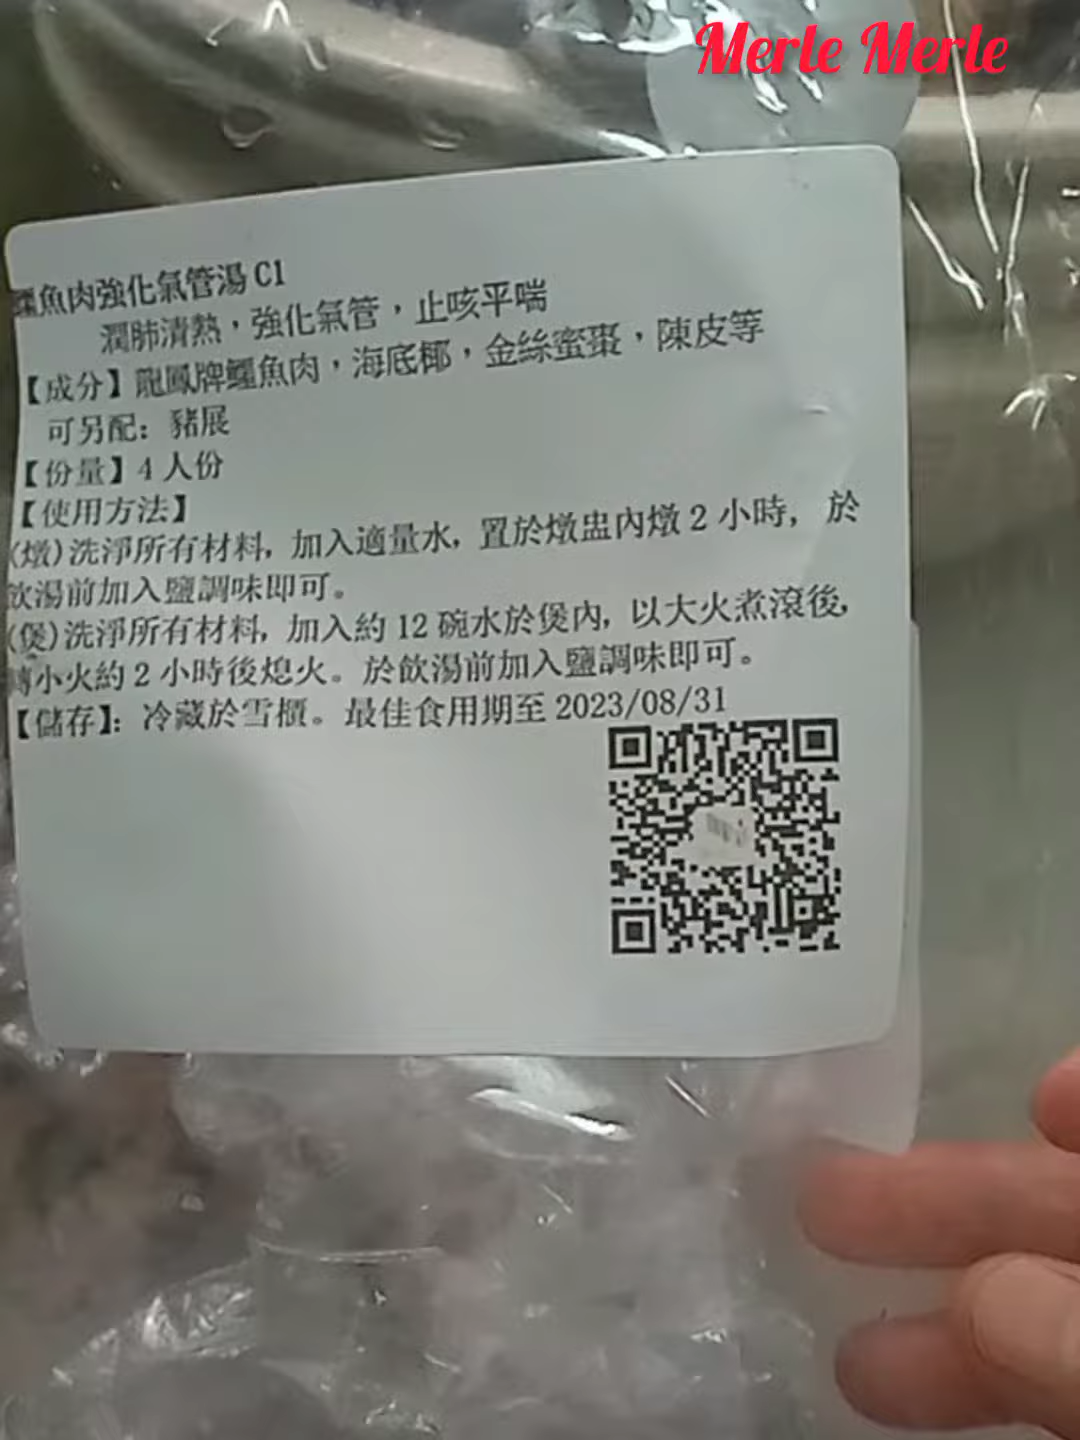 Merle Merle
鱷魚肉強化氣管湯 C1
潤肺清熱，強化氣管，止咳平喘
【成分】龍鳳牌鱷魚肉，海底椰，金絲蜜棗，陳皮等
可另配：豬展
【份量】4 人份
【使用方法】
(燉)洗淨所有材料, 加入適量水, 置於燉盅內燉 2 小時， 於
飲湯前加入鹽調味即可。
(煲)洗淨所有材料, 加入約 12 碗水於煲內, 以大火煮滾後,
轉小火約 2 小時後熄火。於飲湯前加入鹽調味即可。
【儲存】：冷藏於雪櫃。最佳食用期至 2023/08/31